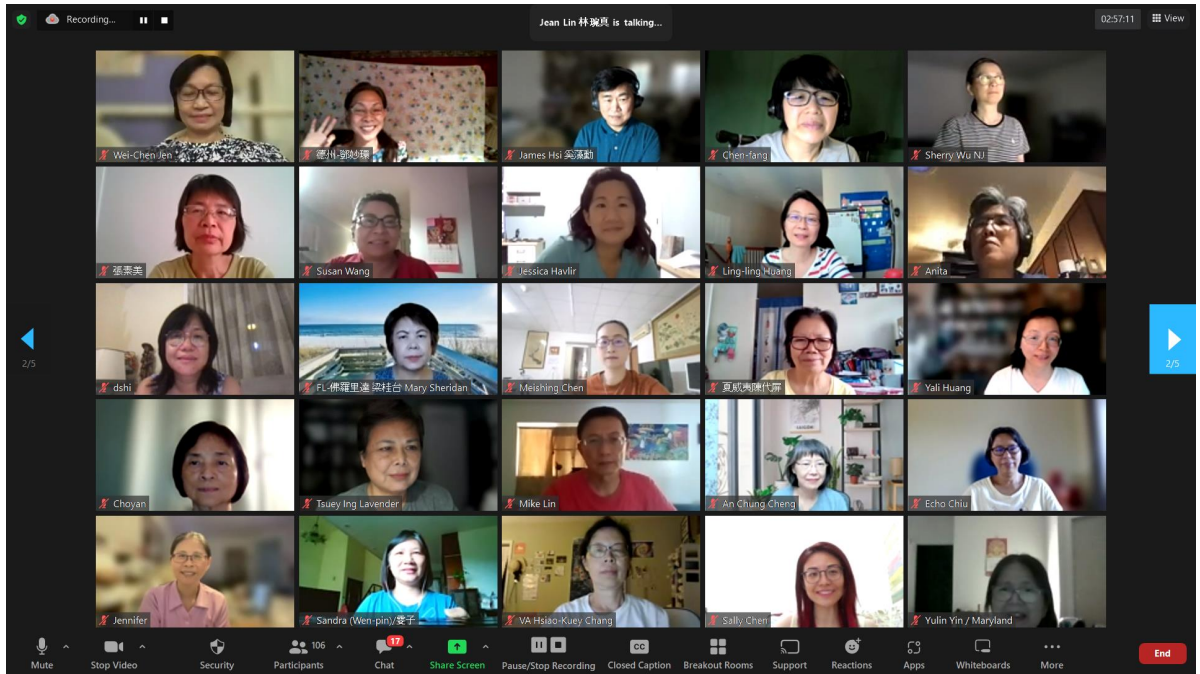 Recording...
Jean Lin 林琬真 is talking...
02:57:11
View
Wei-Chen Jen
德州-鄧妙環
James Hsi 奚藻勳
Chen-fang
Sherry Wu NJ
張素美
Susan Wang
Jessica Havlir
Ling-ling Huang
Anita
2/5
2/5
dshi
FL-佛羅里達 梁桂台 Mary Sheridan
Meishing Chen
夏威夷陳代屏
Yali Huang
Choyan
Tsuey Ing Lavender
Mike Lin
An Chung Cheng
Echo Chiu
Jennifer
Sandra (Wen-pin)/雯子
VA Hsiao-Kuey Chang
Sally Chen
Yulin Yin / Maryland
106
17
CC
Mute
Stop Video
Security
Participants
Chat
Share Screen
Pause/Stop Recording
Closed Caption
Breakout Rooms
Support
Reactions
Apps
Whiteboards
More
End